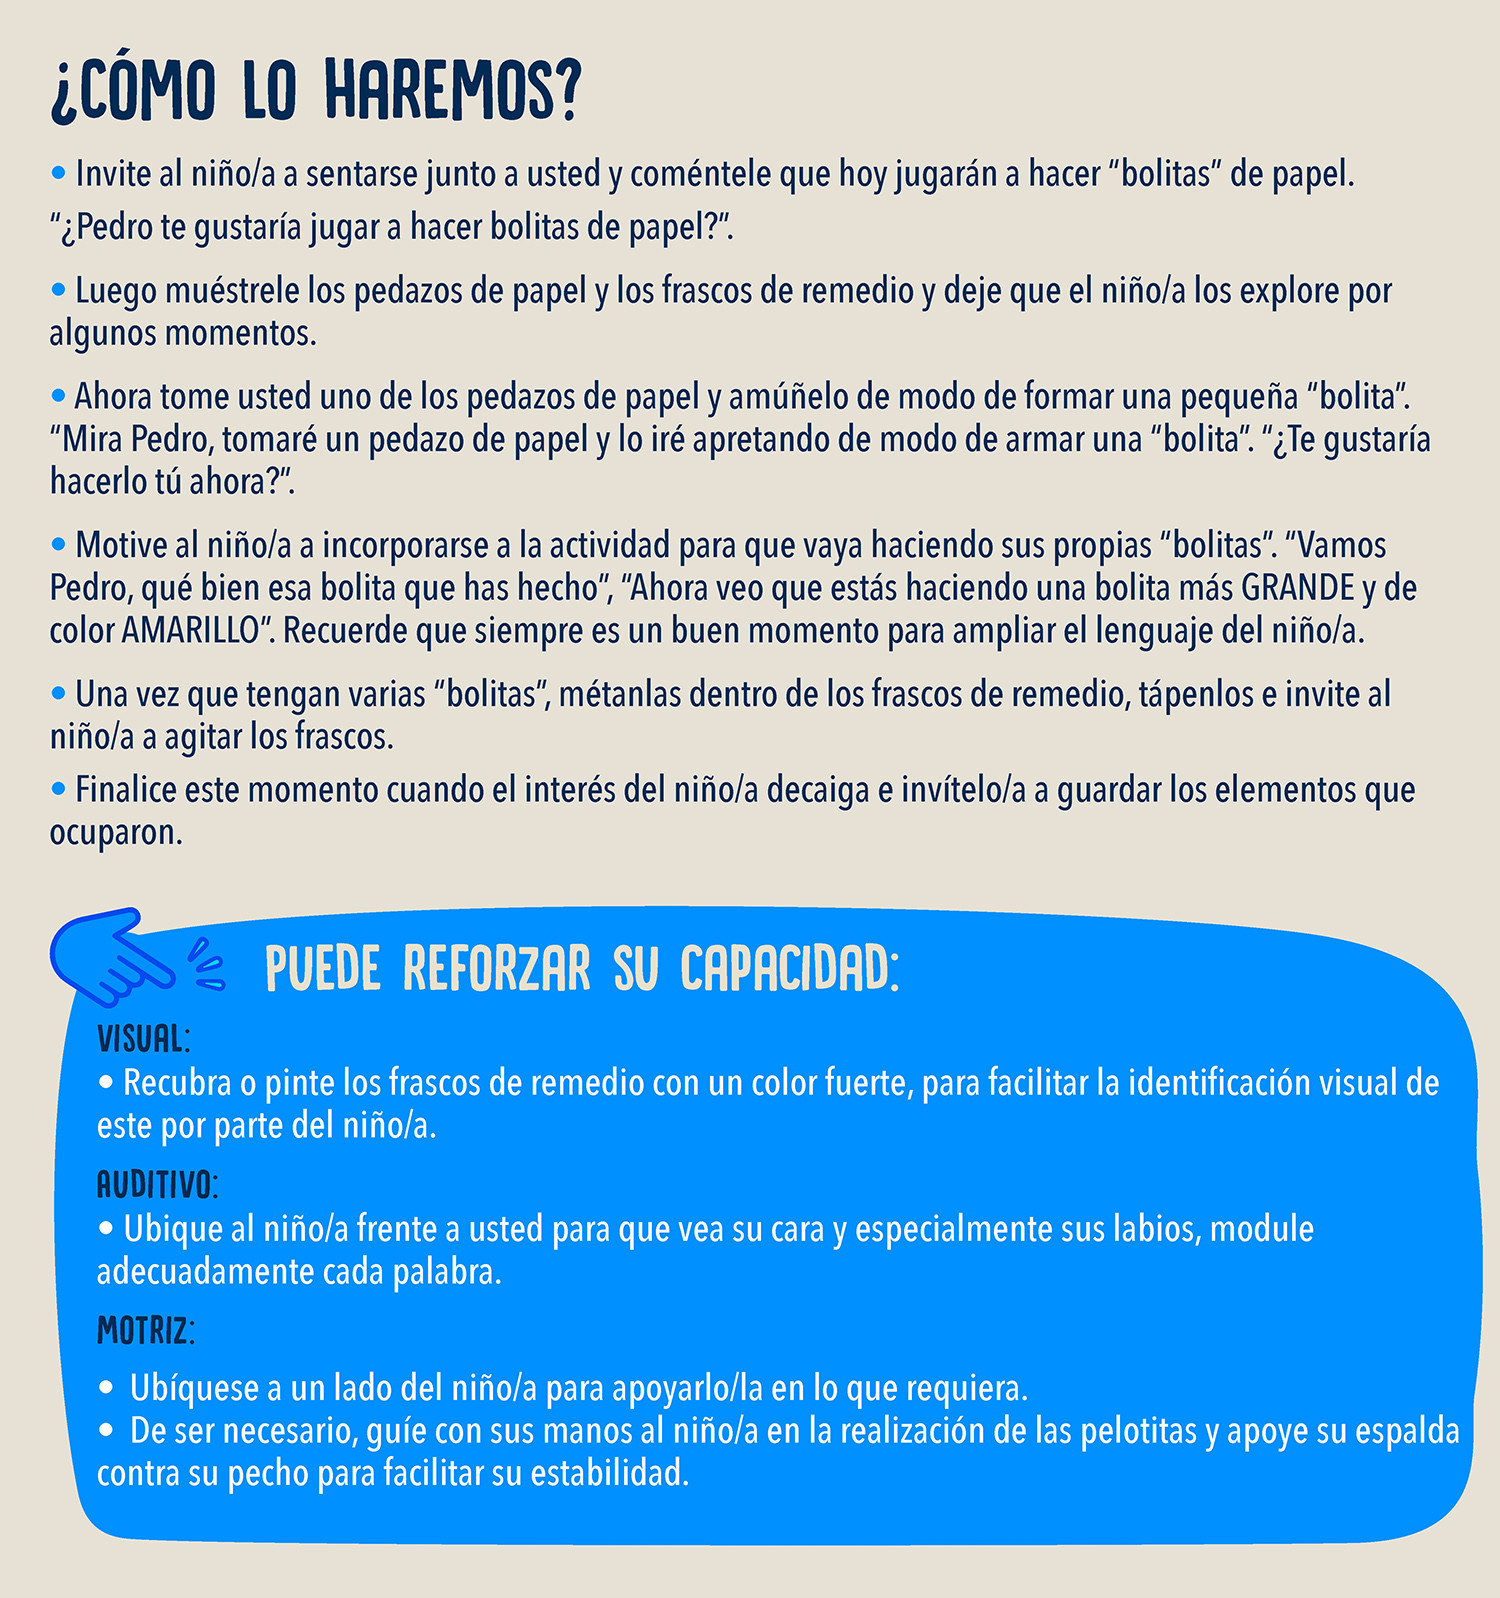 ¿CÓMO LO HAREMOS?
• Invite al niño/a a sentarse junto a usted y coméntele que hoy jugarán a hacer “bolitas” de papel.
“¿Pedro te gustaría jugar a hacer bolitas de papel?”.
• Luego muéstrele los pedazos de papel y los frascos de remedio y deje que el niño/a los explore por
algunos momentos.
• Ahora tome usted uno de los pedazos de papel y amúñelo de modo de formar una pequeña “bolita”.
“Mira Pedro, tomaré un pedazo de papel y lo iré apretando de modo de armar una “bolita”. “¿Te gustaría
hacerlo tú ahora?”.
• Motive al niño/a a incorporarse a la actividad para que vaya haciendo sus propias “bolitas”. “Vamos
Pedro, qué bien esa bolita que has hecho”, “Ahora veo que estás haciendo una bolita más GRANDE y de
color AMARILLO”. Recuerde que siempre es un buen momento para ampliar el lenguaje del niño/a.
• Una vez que tengan varias “bolitas”, métanlas dentro de los frascos de remedio, tápenlos e invite al
niño/a a agitar los frascos.
• Finalice este momento cuando el interés del niño/a decaiga e invítelo/a a guardar los elementos que
ocuparon.
PUEDE REFORZAR SU CAPACIDAD:
VISUAL:
• Recubra o pinte los frascos de remedio con un color fuerte, para facilitar la identificación visual de
este por parte del niño/a.
AUDITIVO:
• Ubique al niño/a frente a usted para que vea su cara y especialmente sus labios, module
adecuadamente cada palabra.
MOTRIZ:
• Ubíquese a un lado del niño/a para apoyarlo/la en lo que requiera.
• De ser necesario, guíe con sus manos al niño/a en la realización de las pelotitas y apoye su espalda
contra su pecho para facilitar su estabilidad.